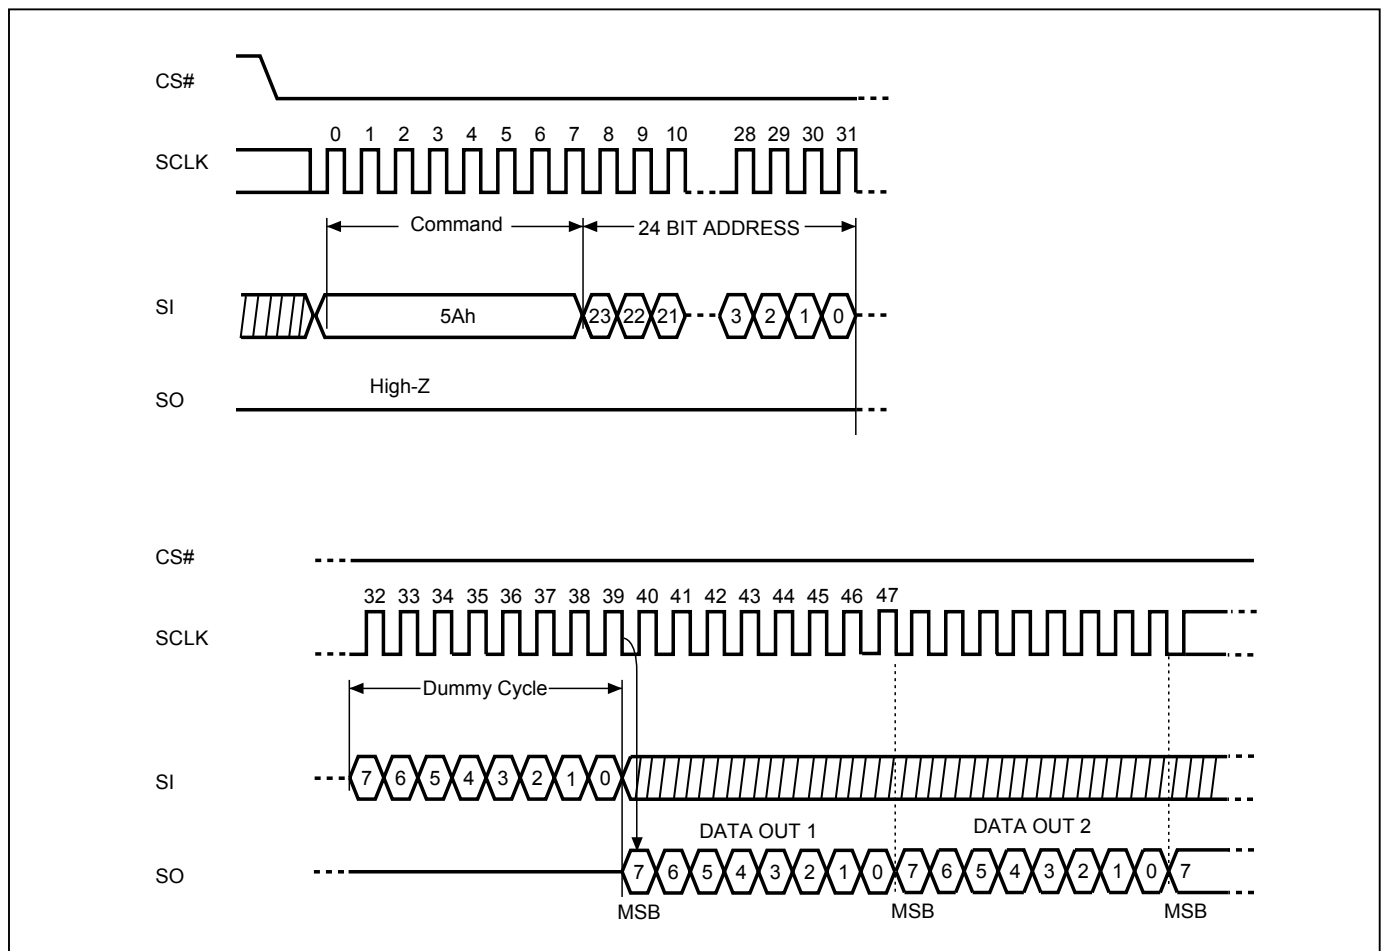 CS#
0 1 2 3 4 5 6 7 8 9 10 28 29 30 31
SCLK
Command 24 BIT ADDRESS
SI 5Ah 23 22 21 3 2 1 0
High-Z
SO
CS#
32 33 34 35 36 37 38 39 40 41 42 43 44 45 46 47
SCLK
Dummy Cycle
SI 7 6 5 4 3 2 1 0
DATA OUT 1 DATA OUT 2
SO 7 6 5 4 3 2 1 0 7 6 5 4 3 2 1 0 7
MSB MSB MSB